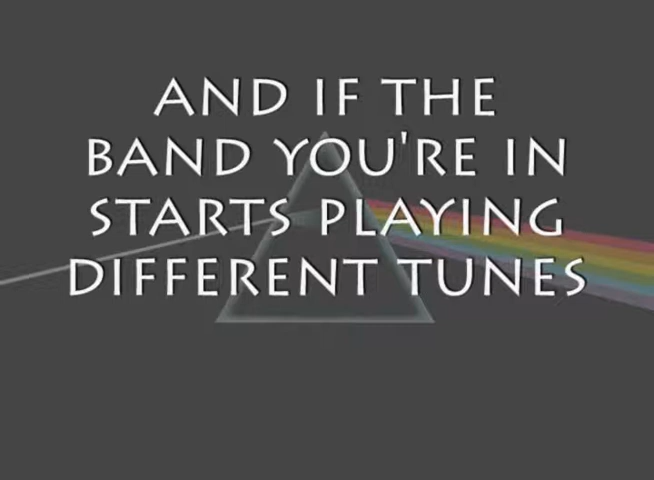 AND IF THE
BAND YOU'RE IN
STARTS PLAYING
DIFFERENT TUNES